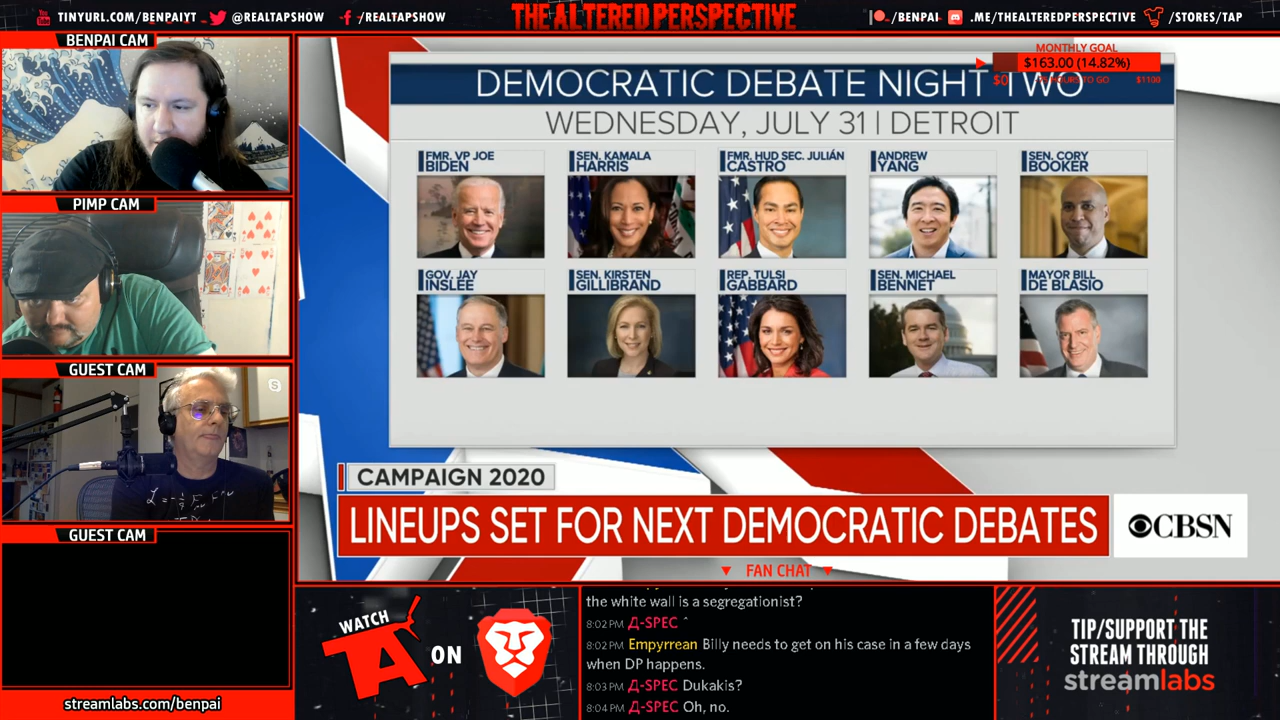 TINYURL.COM/BENPAIYT
@REALTAPSHOW
/REALTAPSHOW
THE ALTERED PERSPECTIVE
/BENPAI
.ME/THEALTEREDPERSPECTIVE
/STORES/TAP
BENPAI CAM
PIMP CAM
GUEST CAM
GUEST CAM
streamlabs.com/benpai
MONTHLY GOAL
$163.00 (14.82%)
$0
HOURS TO GO
$1100
DEMOCRATIC DEBATE NIGHT TWO
WEDNESDAY, JULY 31 | DETROIT
FMR. VP JOE
BIDEN
SEN. KAMALA
HARRIS
FMR. HUD SEC. JULIÁN
CASTRO
ANDREW
YANG
SEN. CORY
BOOKER
GOV. JAY
INSLEE
SEN. KIRSTEN
GILLIBRAND
REP. TULSI
GABBARD
SEN. MICHAEL
BENNET
MAYOR BILL
DE BLASIO
CAMPAIGN 2020
LINEUPS SET FOR NEXT DEMOCRATIC DEBATES
CBSN
FAN CHAT
WATCH
ON
the white wall is a segregationist?
8:02 PM Д-SPEC ^
8:02 PM Empyrrean Billy needs to get on his case in a few days
when DP happens.
8:03 PM Д-SPEC Dukakis?
8:04 PM Д-SPEC Oh, no.
TIP/SUPPORT THE
STREAM THROUGH
streamlabs